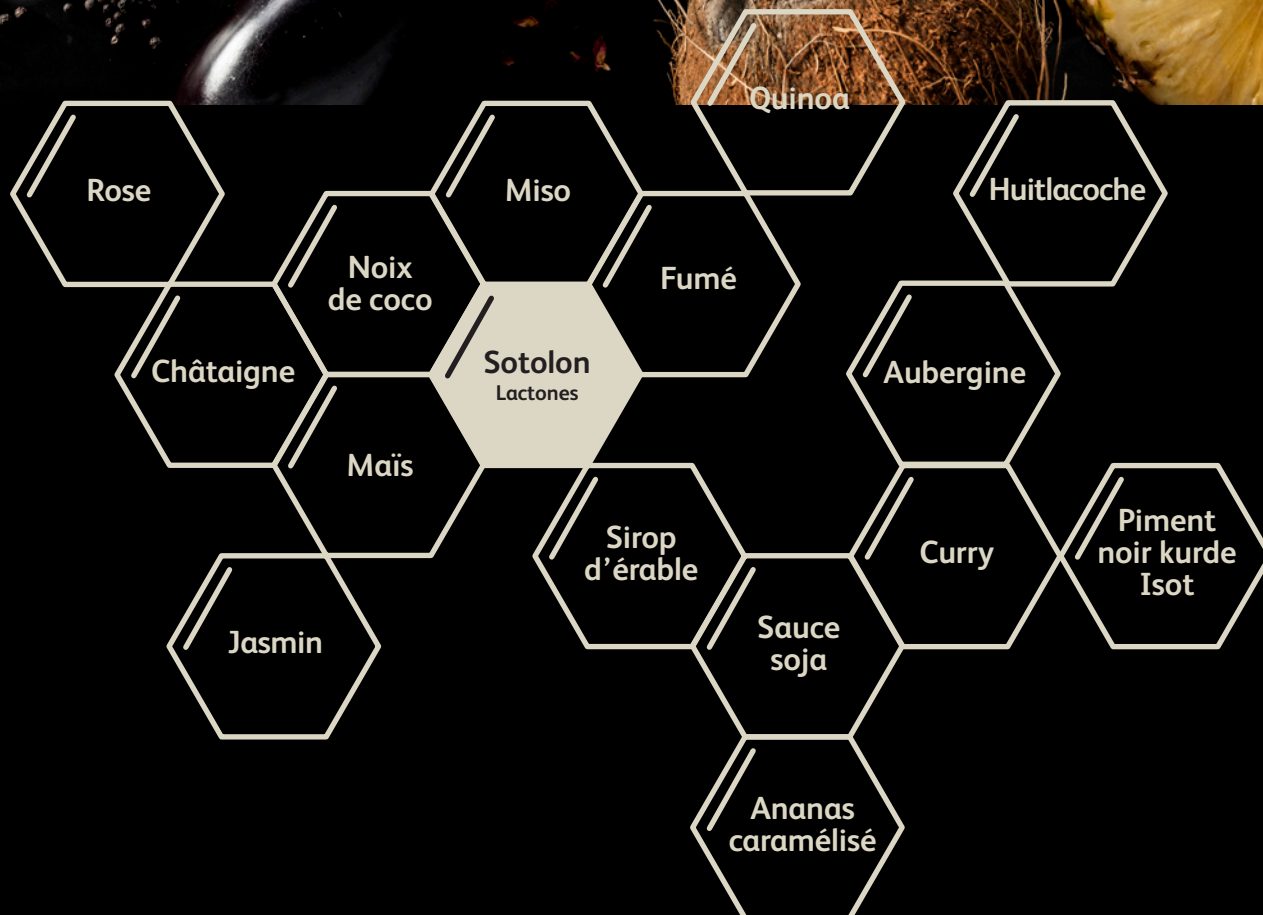 Quinoa
Rose
Miso
Huitlacoche
Noix
de coco
Fumé
Châtaigne
Sotolon
Lactones
Aubergine
Maïs
Sirop
d’érable
Curry
Piment
noir kurde
Isot
Jasmin
Sauce
soja
Ananas
caramélisé